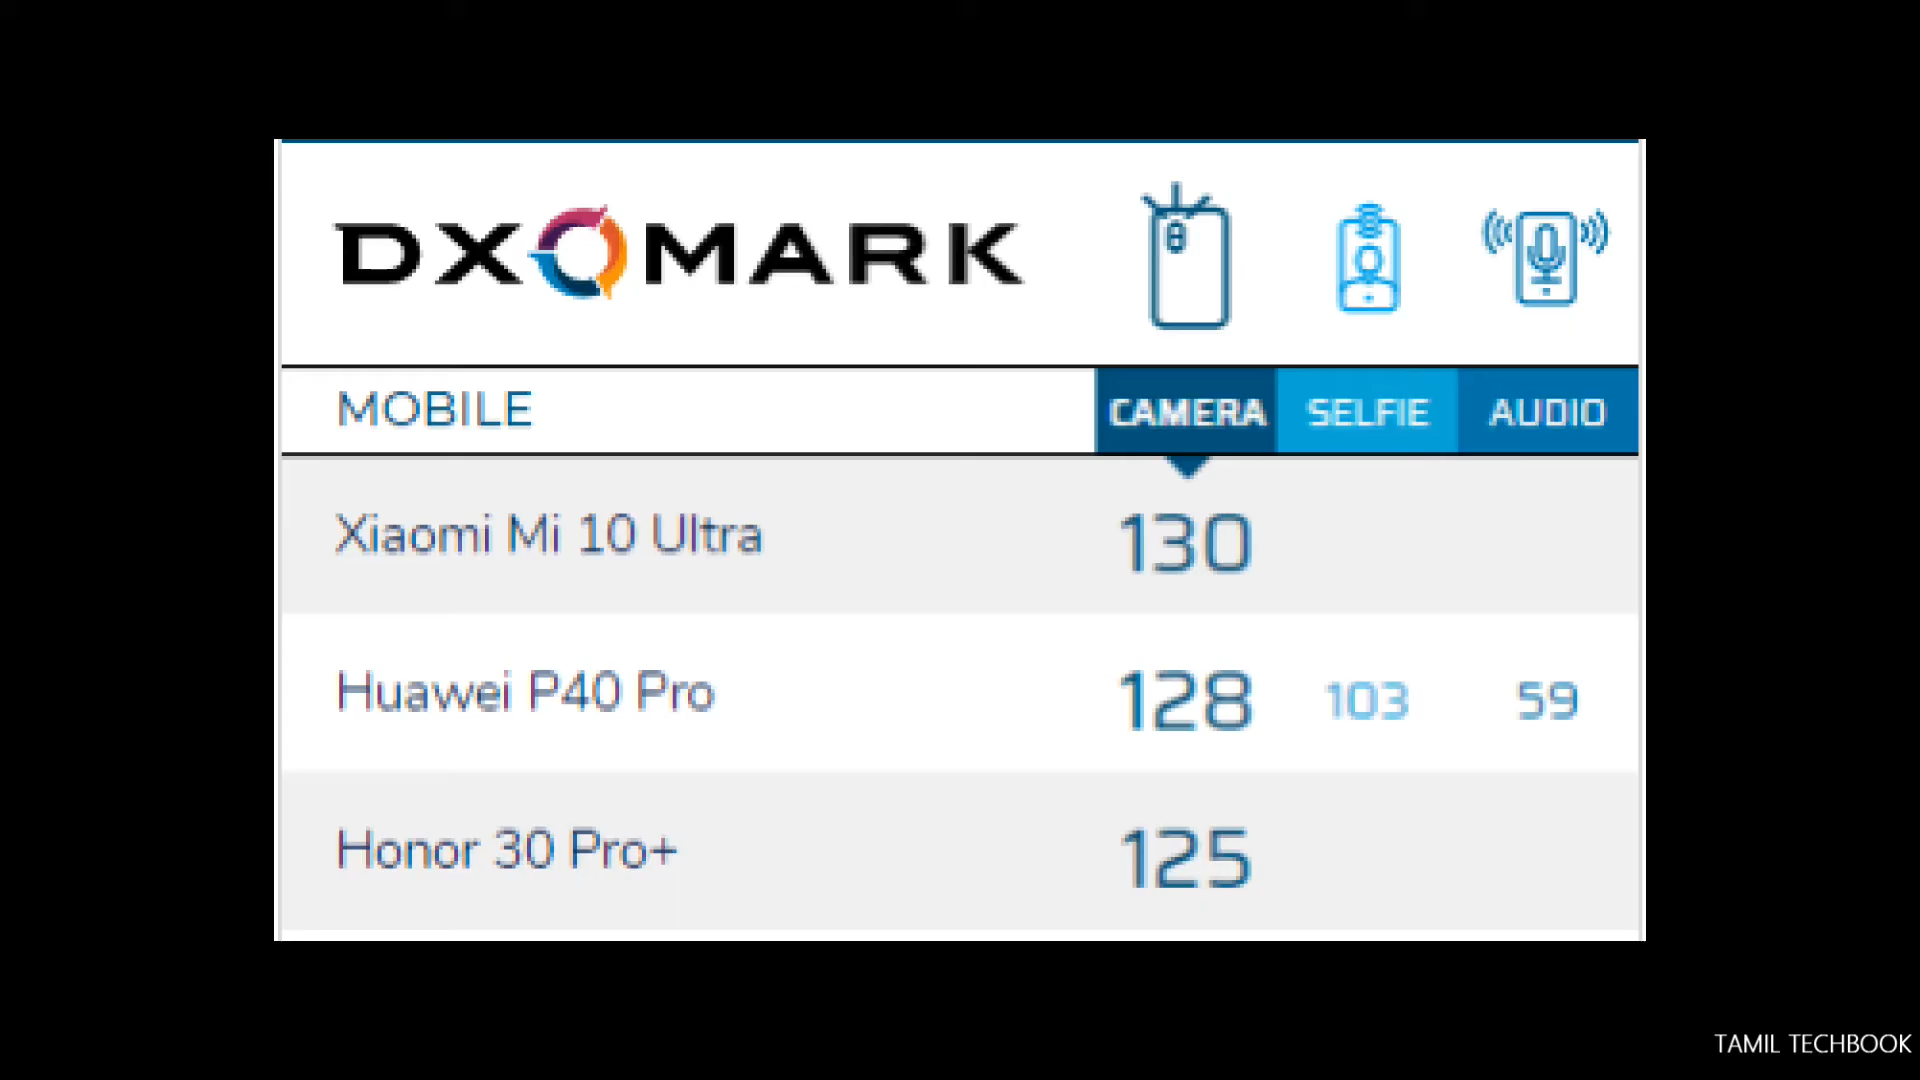 DXOMARK
MOBILE CAMERA SELFIE AUDIO
Xiaomi Mi 10 Ultra 130
Huawei P40 Pro 128 103 59
Honor 30 Pro+ 125
TAMIL TECHBOOK